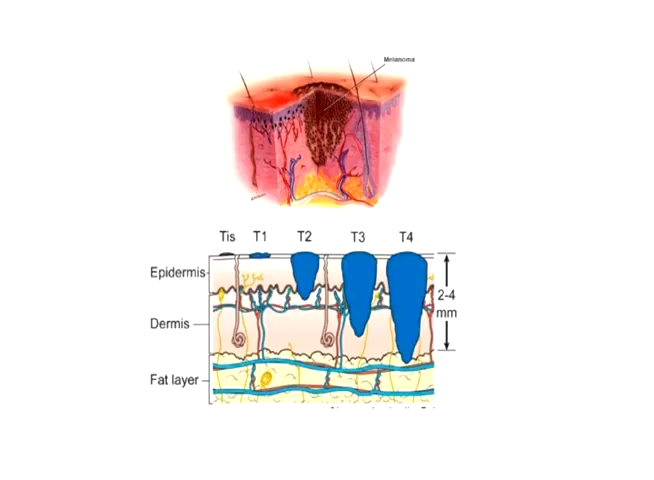 Melanoma
Tis T1 T2 T3 T4
Epidermis
2-4
mm
Dermis
Fat layer